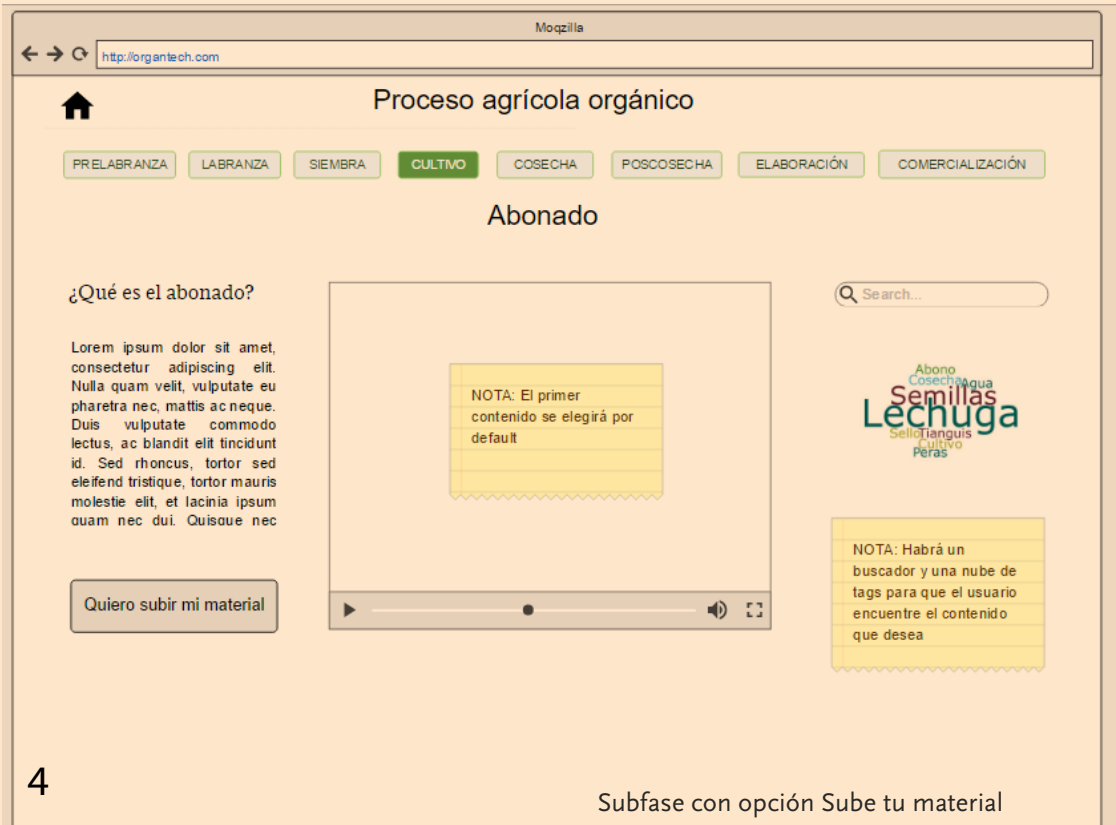 Moqzilla
http://organtech.com
Proceso agrícola orgánico
PRELABRANZA LABRANZA SIEMBRA CULTIVO COSECHA POSCOSECHA ELABORACIÓN COMERCIALIZACIÓN
Abonado
¿Qué es el abonado?
Lorem ipsum dolor sit amet,
consectetur adipiscing elit.
Nulla quam velit, vulputate eu
pharetra nec, mattis ac neque.
Duis vulputate commodo
lectus, ac blandit elit tincidunt
id. Sed rhoncus, tortor sed
eleifend tristique, tortor mauris
molestie elit, et lacinia ipsum
quam nec dui. Quisque nec
Quiero subir mi material
NOTA: El primer
contenido se elegirá por
default
Search...
Abono
Cosecha Agua
Semillas
Lechuga
Sello Tianguis
Cultivo
Peras
NOTA: Habrá un
buscador y una nube de
tags para que el usuario
encuentre el contenido
que desea
4
Subfase con opción Sube tu material